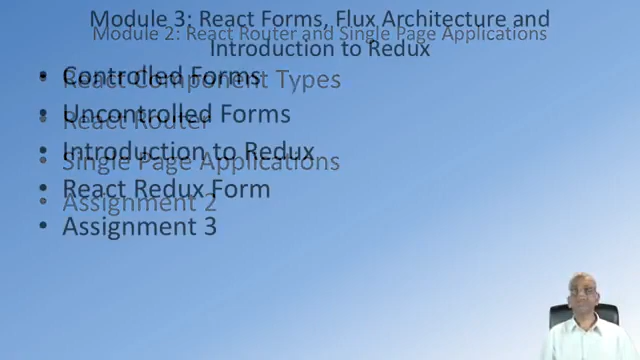 Module 3: React Forms, Flux Architecture and
Introduction to Redux
Module 2: React Router and Single Page Applications
• Controlled Forms
• Uncontrolled Forms
• Introduction to Redux
• React Redux Form
• Assignment 3
• React Component Types
• React Router
• Single Page Applications
• Assignment 2